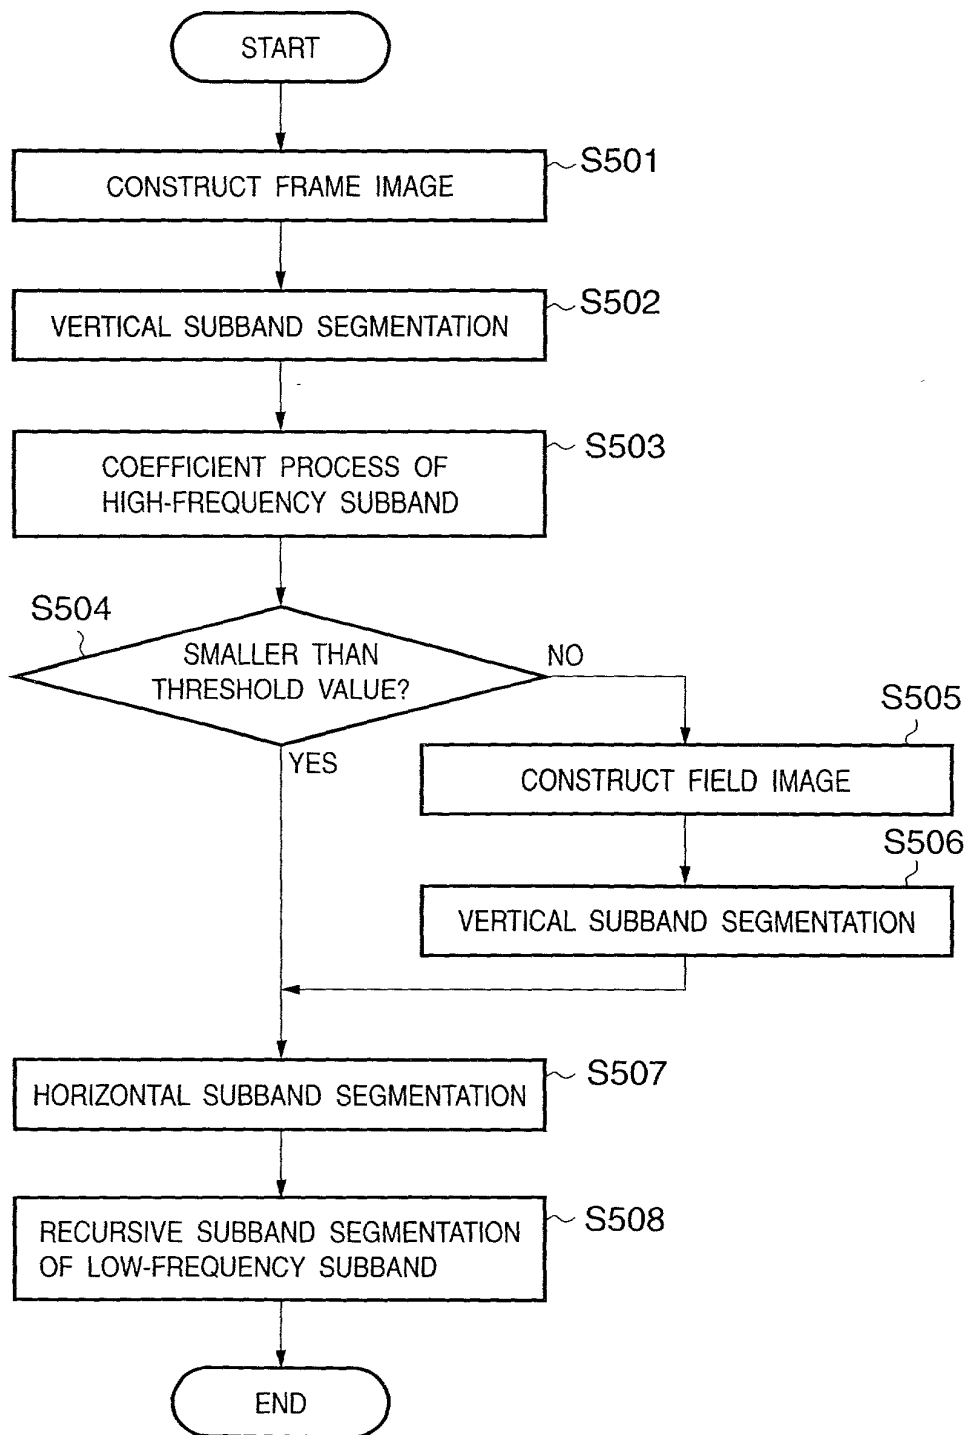 START
CONSTRUCT FRAME IMAGE
S501
VERTICAL SUBBAND SEGMENTATION
S502
COEFFICIENT PROCESS OF
HIGH-FREQUENCY SUBBAND
S503
S504
SMALLER THAN
THRESHOLD VALUE?
NO
YES
S505
CONSTRUCT FIELD IMAGE
S506
VERTICAL SUBBAND SEGMENTATION
HORIZONTAL SUBBAND SEGMENTATION
S507
RECURSIVE SUBBAND SEGMENTATION
OF LOW-FREQUENCY SUBBAND
S508
END